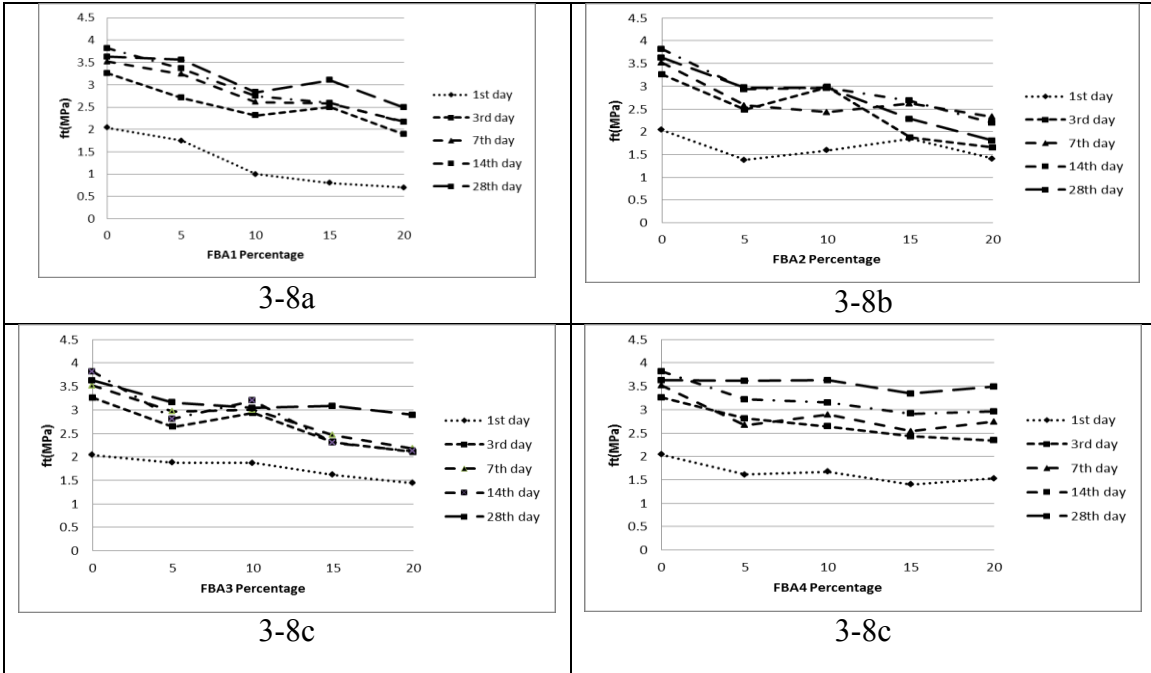 4.5
4
3.5
3
2.5
2
1.5
1
0.5
0
ft(MPa)
0 5 10 15 20
FBA1 Percentage
1st day
3rd day
7th day
14th day
28th day
3-8a
4.5
4
3.5
3
2.5
2
1.5
1
0.5
0
ft(MPa)
0 5 10 15 20
FBA2 Percentage
1st day
3rd day
7th day
14th day
28th day
3-8b
4.5
4
3.5
3
2.5
2
1.5
1
0.5
0
ft(MPa)
0 5 10 15 20
FBA3 Percentage
1st day
3rd day
7th day
14th day
28th day
3-8c
4.5
4
3.5
3
2.5
2
1.5
1
0.5
0
ft(MPa)
0 5 10 15 20
FBA4 Percentage
1st day
3rd day
7th day
14th day
28th day
3-8c